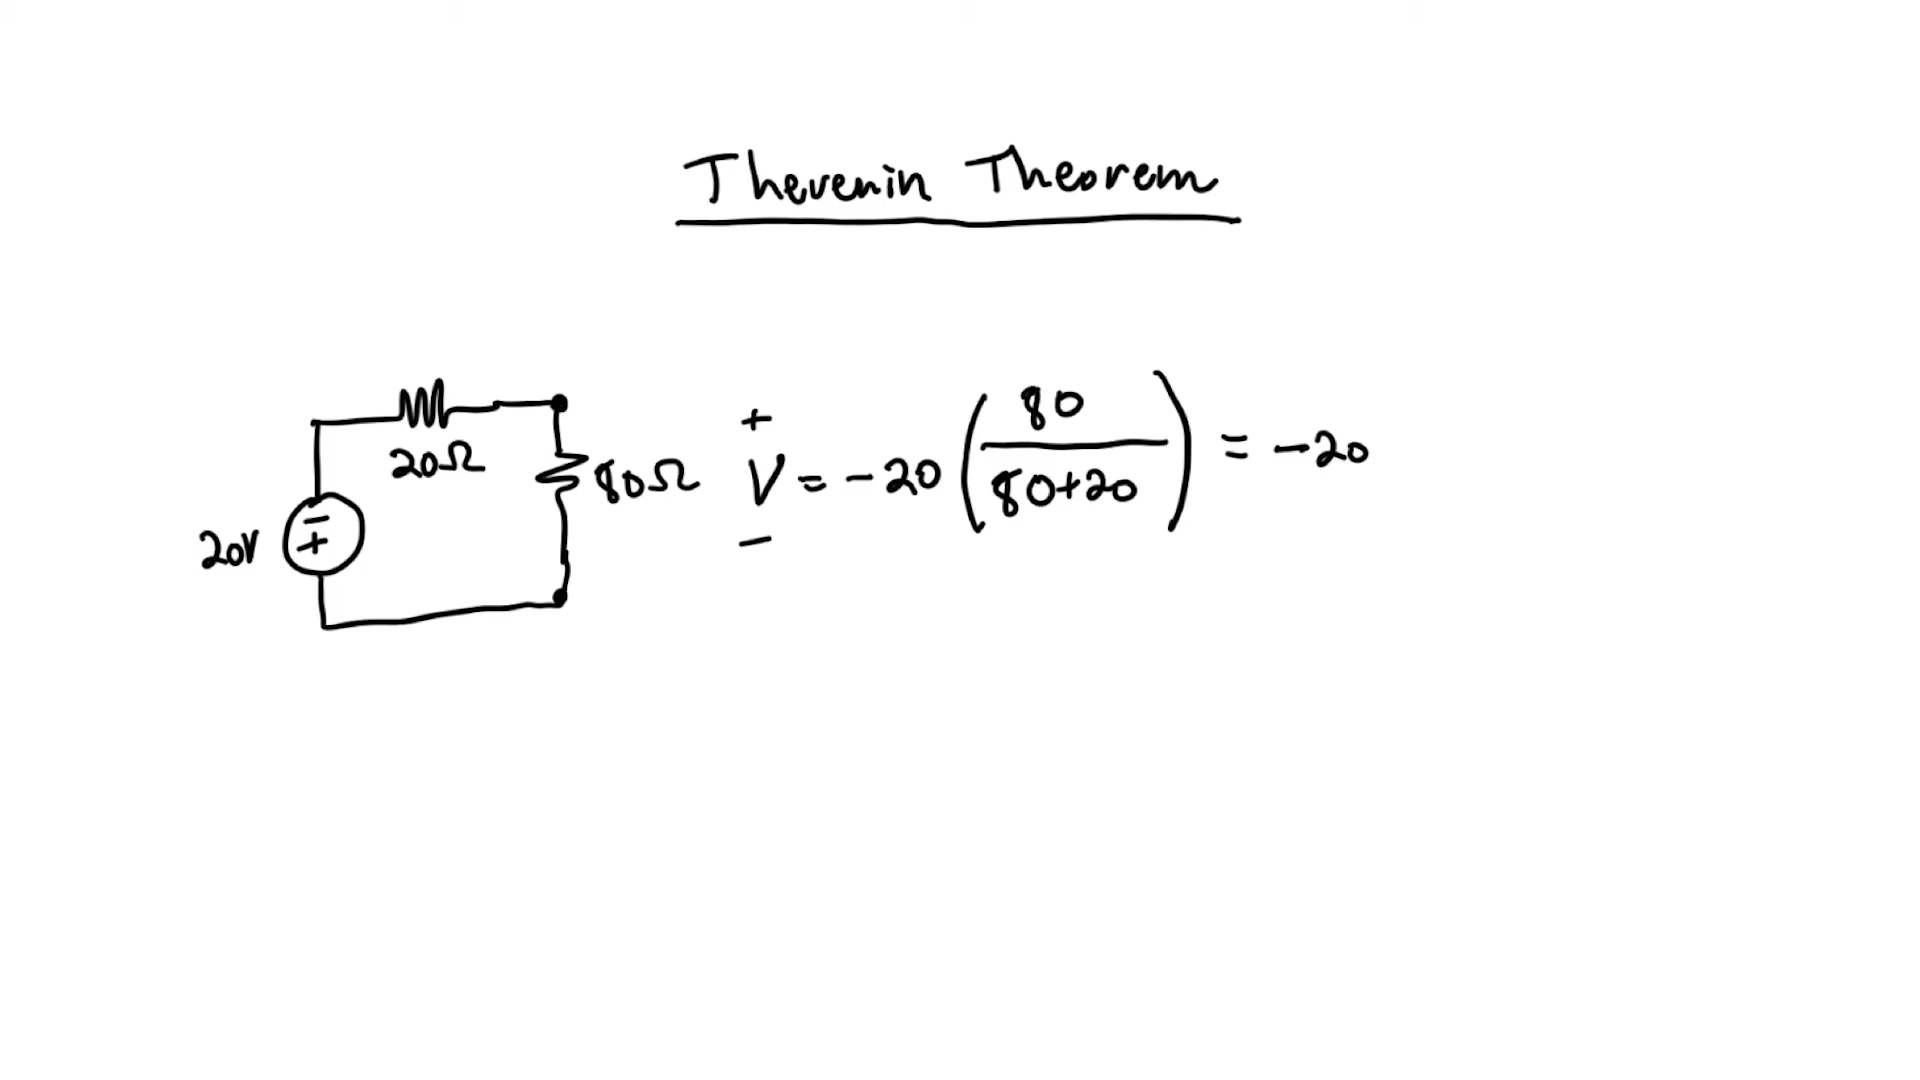 Thevenin Theorem
20Ω
20V
− +
80Ω
+ V − = -20 (80/(80+20)) = -20